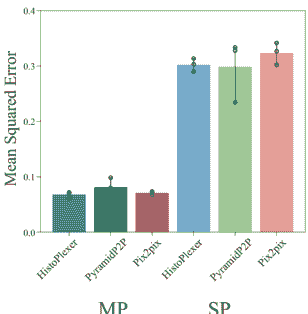 Mean Squared Error
0.4
0.3
0.2
0.1
0.0
HistoPlexer
PyramidP2P
Pix2pix
HistoPlexer
PyramidP2P
Pix2pix
MP
SP